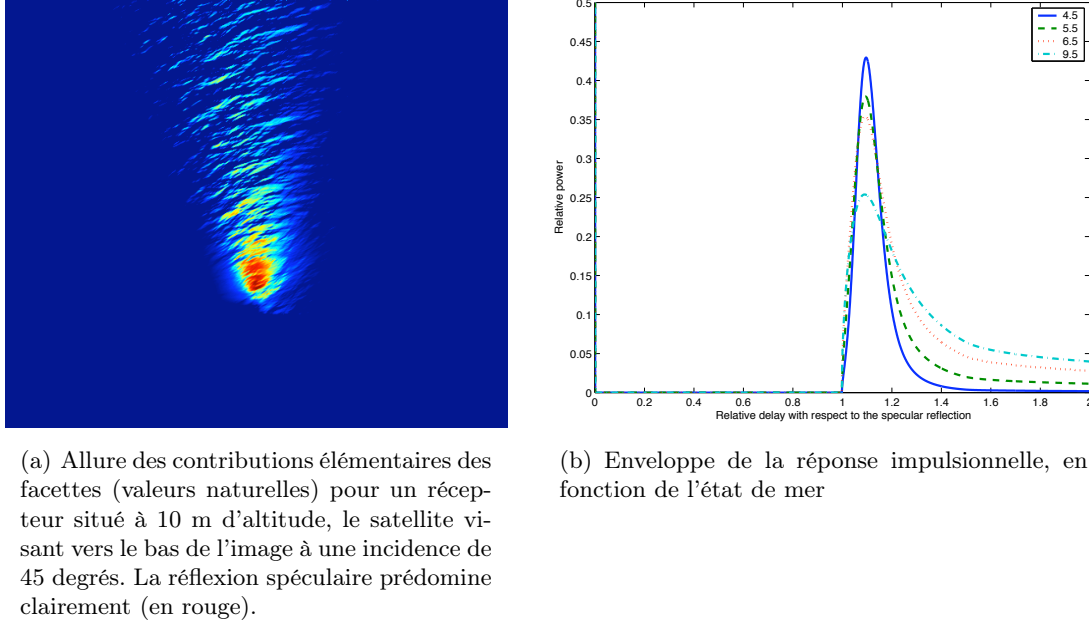 0.5
0.45
0.4
0.35
0.3
0.25
0.2
0.15
0.1
0.05
0
Relative power
4.5
5.5
6.5
9.5
0 0.2 0.4 0.6 0.8 1 1.2 1.4 1.6 1.8 2
Relative delay with respect to the specular reflection
(a) Allure des contributions élémentaires des
facettes (valeurs naturelles) pour un récep-
teur situé à 10 m d'altitude, le satellite vi-
sant vers le bas de l'image à une incidence de
45 degrés. La réflexion spéculaire prédomine
clairement (en rouge).
(b) Enveloppe de la réponse impulsionnelle, en
fonction de l'état de mer